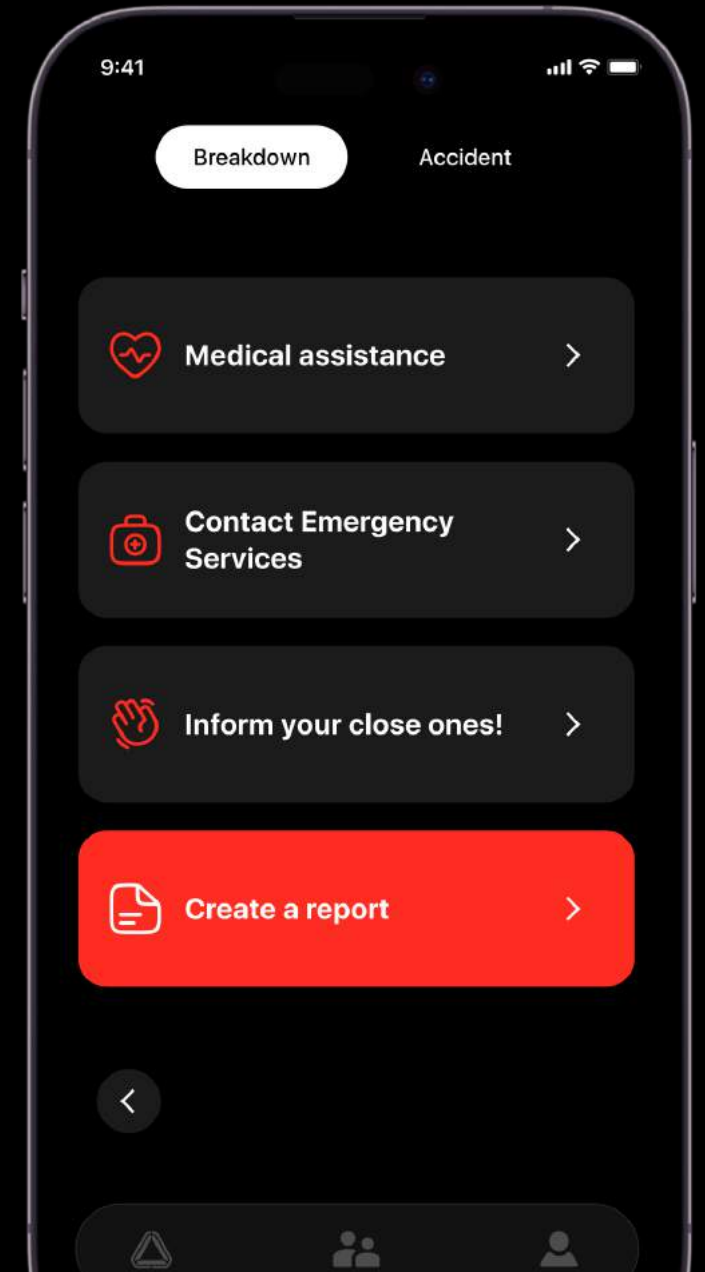 9:41
Breakdown
Accident
Medical assistance
Contact Emergency
Services
Inform your close ones!
Create a report